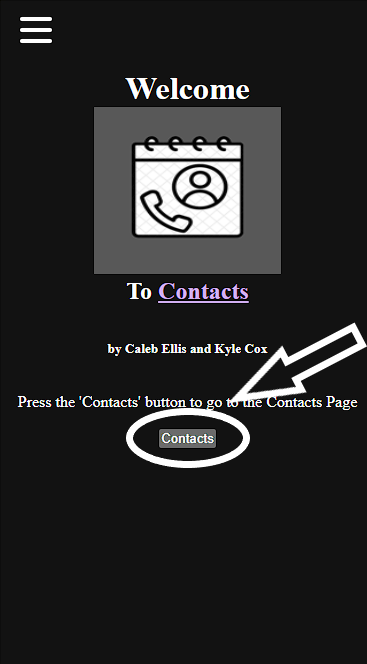 Welcome
To Contacts
by Caleb Ellis and Kyle Cox
Press the 'Contacts' button to go to the Contacts Page
Contacts